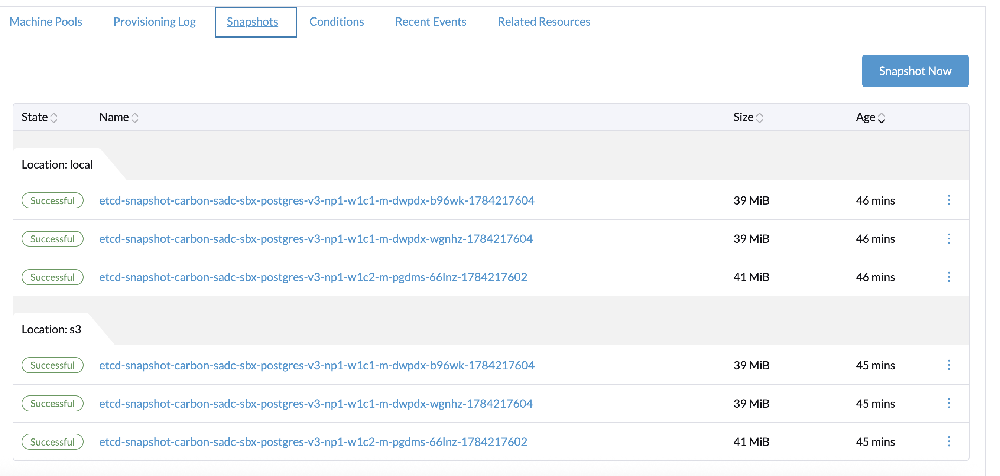 Machine Pools Provisioning Log Snapshots Conditions Recent Events Related Resources
Snapshot Now
State Name Size Age
Location: local
Successful etcd-snapshot-carbon-sadc-sbx-postgres-v3-np1-w1c1-m-dwpdx-b96wk-1784217604 39 MiB 46 mins
Successful etcd-snapshot-carbon-sadc-sbx-postgres-v3-np1-w1c1-m-dwpdx-wgnhz-1784217604 39 MiB 46 mins
Successful etcd-snapshot-carbon-sadc-sbx-postgres-v3-np1-w1c2-m-pgdms-66lnz-1784217602 41 MiB 46 mins
Location: s3
Successful etcd-snapshot-carbon-sadc-sbx-postgres-v3-np1-w1c1-m-dwpdx-b96wk-1784217604 39 MiB 45 mins
Successful etcd-snapshot-carbon-sadc-sbx-postgres-v3-np1-w1c1-m-dwpdx-wgnhz-1784217604 39 MiB 45 mins
Successful etcd-snapshot-carbon-sadc-sbx-postgres-v3-np1-w1c2-m-pgdms-66lnz-1784217602 41 MiB 45 mins